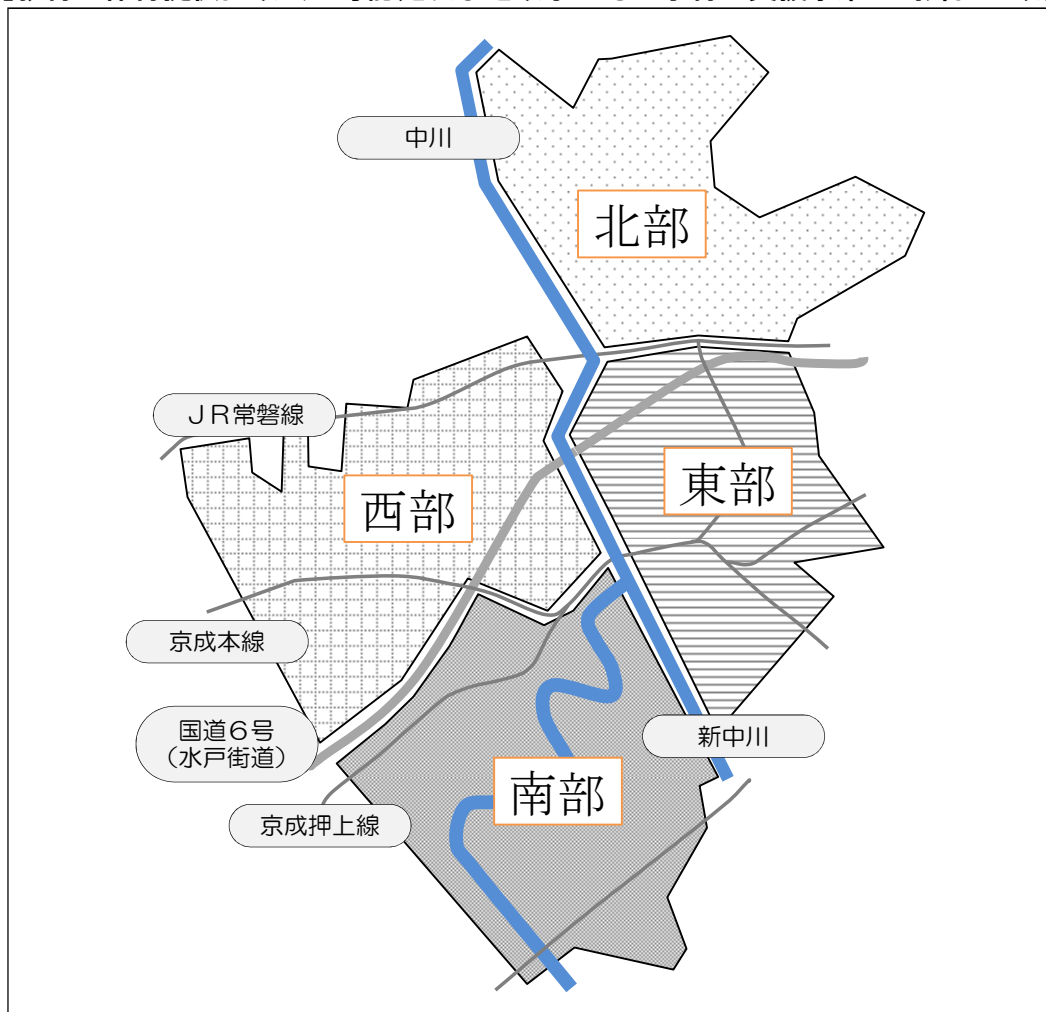 中川
北部
ＪＲ常磐線
東部
西部
京成本線
国道６号
（水戸街道）
新中川
南部
京成押上線